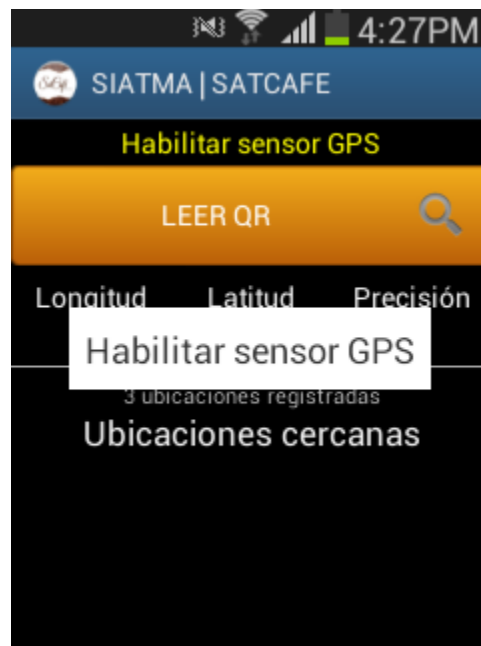 4:27PM
SIATMA | SATCAFE
Habilitar sensor GPS
LEER QR
Longitud Latitud Precisión
Habilitar sensor GPS
3 ubicaciones registradas
Ubicaciones cercanas